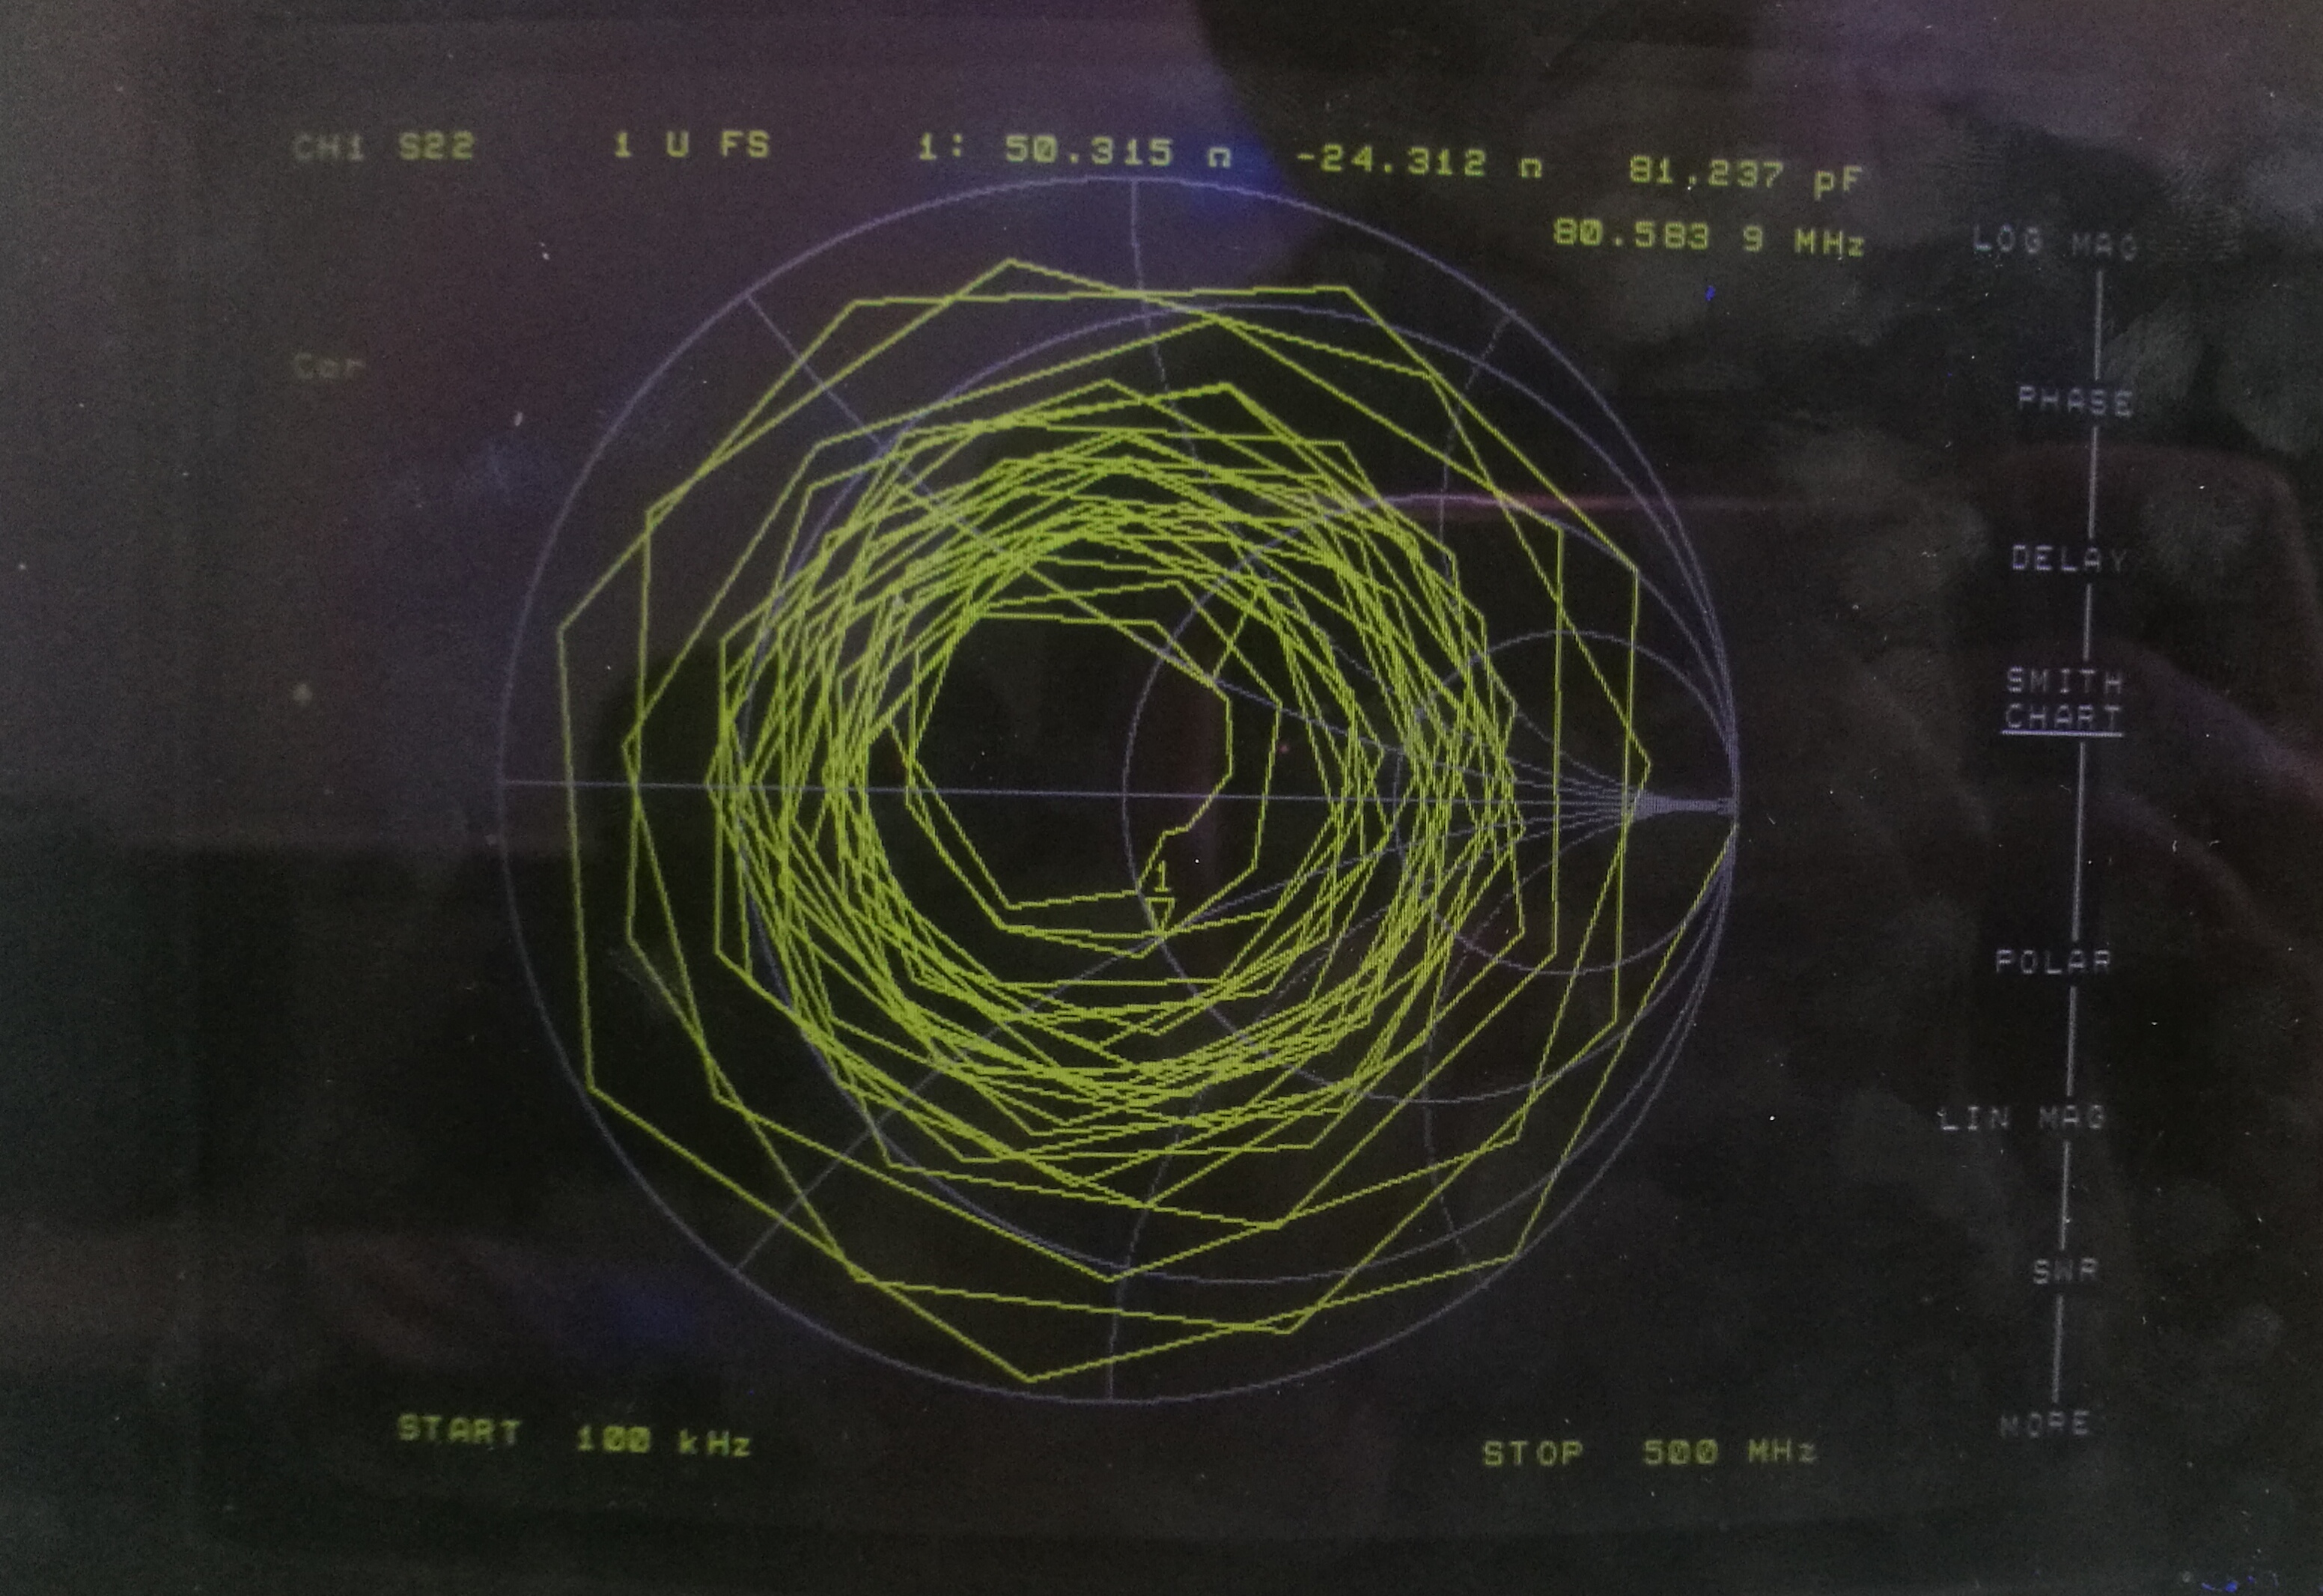 CH1 S22 1 U FS 1: 50.315 Ω -24.312 Ω 81.237 pF
80.583 9 MHz
LOG MAG
Cor
PHASE
DELAY
SMITH
CHART
1
POLAR
LIN MAG
SWR
MORE
START 100 kHz STOP 500 MHz